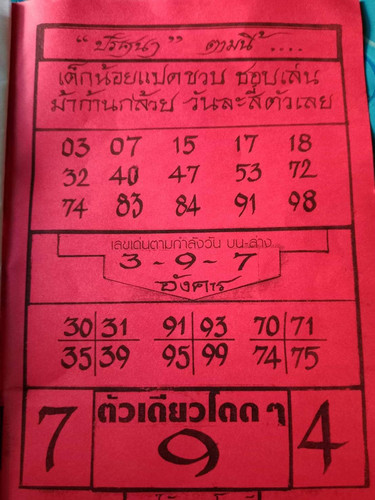 "ปริศนา" ตามนี้ ....
เด็กน้อยแปดขวบ ชอบเล่น
ม้าก้านกล้วย วันละสี่ตัวเลย
03 07 15 17 18
32 40 47 53 72
74 83 84 91 98
เลขเด่นตามกำลังวัน บน-ล่าง
3 - 9 - 7
อังคาร
30 31 91 93 70 71
35 39 95 99 74 75
ตัวเดียวโดด ๆ
7 9 4